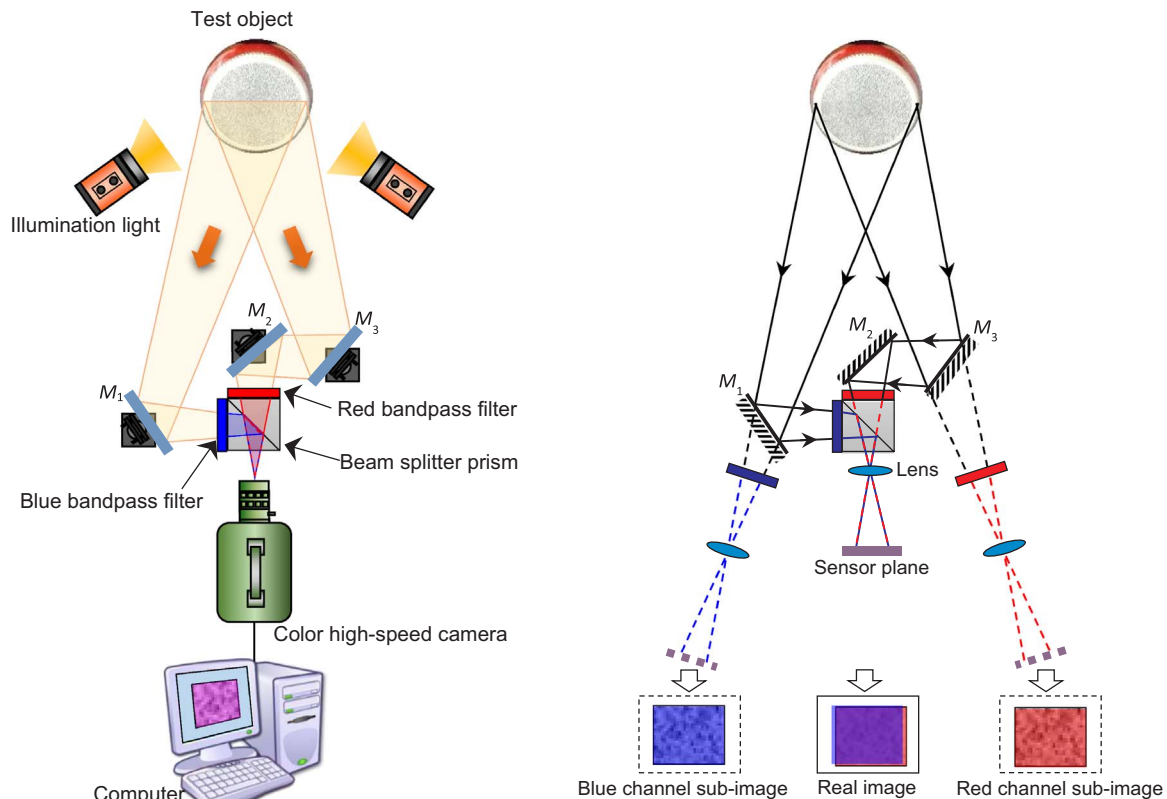 Test object
Illumination light
M2
M3
M1
Red bandpass filter
Beam splitter prism
Blue bandpass filter
Color high-speed camera
Computer
M2
M3
M1
Lens
Sensor plane
Blue channel sub-image
Real image
Red channel sub-image